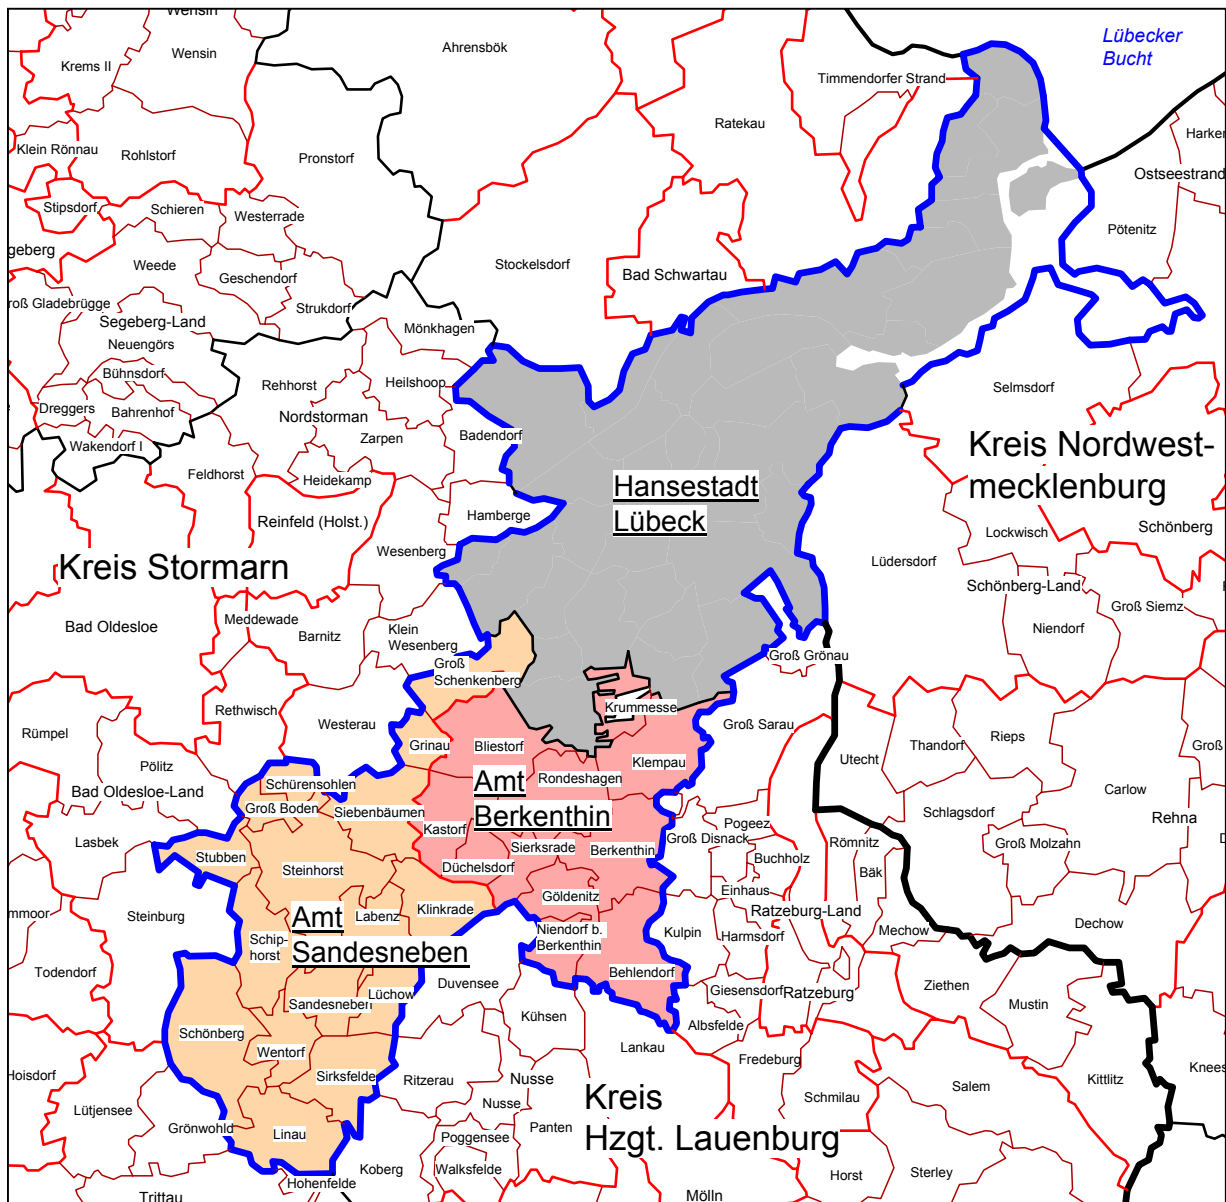 Wensin
Wensin
Krems II
Ahrensbök
Lübecker
Bucht
Timmendorfer Strand
Ratekau
Klein Rönnau
Rohlstorf
Pronstorf
Harker
Ostseestrand
Stipsdorf
Schieren
Westerrade
Pötenitz
geberg
Weede
Geschendorf
Stockelsdorf
Bad Schwartau
roß Gladebrügge
Strukdorf
Segeberg-Land
Mönkhagen
Neuengörs
Bühnsdorf
Rehhorst
Heilshoop
Selmsdorf
Dreggers
Bahrenhof
Nordstorman
Zarpen
Badendorf
Wakendorf I
Kreis Nordwest-
mecklenburg
Feldhorst
Heidekamp
Hansestadt
Lübeck
Reinfeld (Holst.)
Hamberge
Lockwisch
Schönberg
Wesenberg
Kreis Stormarn
Lüdersdorf
Schönberg-Land
Groß Siemz
Meddewade
Bad Oldesloe
Barnitz
Klein
Wesenberg
Niendorf
Groß
Schenkenberg
Groß Grönau
Rethwisch
Krummesse
Westerau
Groß Sarau
Rümpel
Grinau
Bliestorf
Klempau
Utecht
Thandorf
Rieps
Groß
Pölitz
Rondeshagen
Amt
Berkenthin
Schürensohlen
Bad Oldesloe-Land
Groß Boden
Siebenbäumen
Kastorf
Carlow
Schlagsdorf
Rehna
Pogeez
Groß Disnack
Römnitz
Lasbek
Sierksrade
Berkenthin
Groß Molzahn
Stubben
Steinhorst
Düchelsdorf
Buchholz
Bäk
Göldenitz
Einhaus
Ratzeburg-Land
Amt
Sandesneben
Labenz
Klinkrade
mmoor
Steinburg
Niendorf b.
Berkenthin
Kulpin
Harmsdorf
Mechow
Dechow
Schip-
horst
Todendorf
Behlendorf
Duvensee
Lüchow
Sandesneben
Giesensdorf
Ratzeburg
Ziethen
Mustin
Kühsen
Albsfelde
Schönberg
Lankau
Wentorf
Fredeburg
Hoisdorf
Sirksfelde
Ritzerau
Nusse
Nusse
Salem
Kittlitz
Knees
Kreis
Hzgt. Lauenburg
Schmilau
Lütjensee
Grönwohld
Linau
Panten
Poggensee
Koberg
Walksfelde
Horst
Sterley
Hohenfelde
Trittau
Mölln